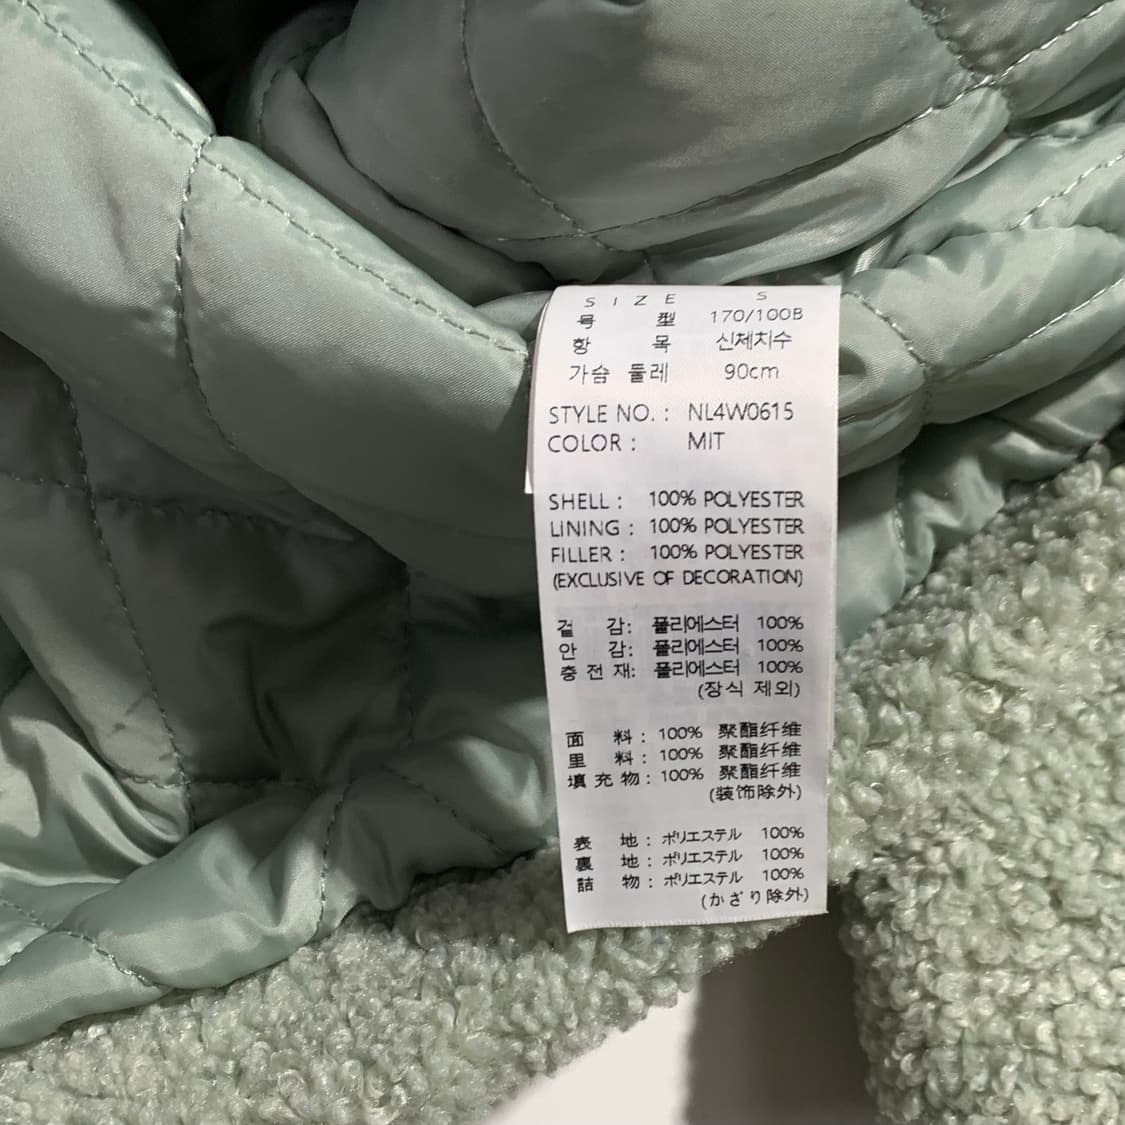 SIZE S
号 型 170/100B
항 목 신체치수
가슴 둘레 90cm
STYLE NO. : NL4W0615
COLOR : MIT
SHELL : 100% POLYESTER
LINING : 100% POLYESTER
FILLER : 100% POLYESTER
(EXCLUSIVE OF DECORATION)
겉 감: 폴리에스터 100%
안 감: 폴리에스터 100%
충 전 재: 폴리에스터 100%
(장식 제외)
面 料 : 100% 聚酯纤维
里 料 : 100% 聚酯纤维
填 充 物 : 100% 聚酯纤维
(装饰除外)
表 地 : ポリエステル 100%
裏 地 : ポリエステル 100%
詰 物 : ポリエステル 100%
(かざり除外)